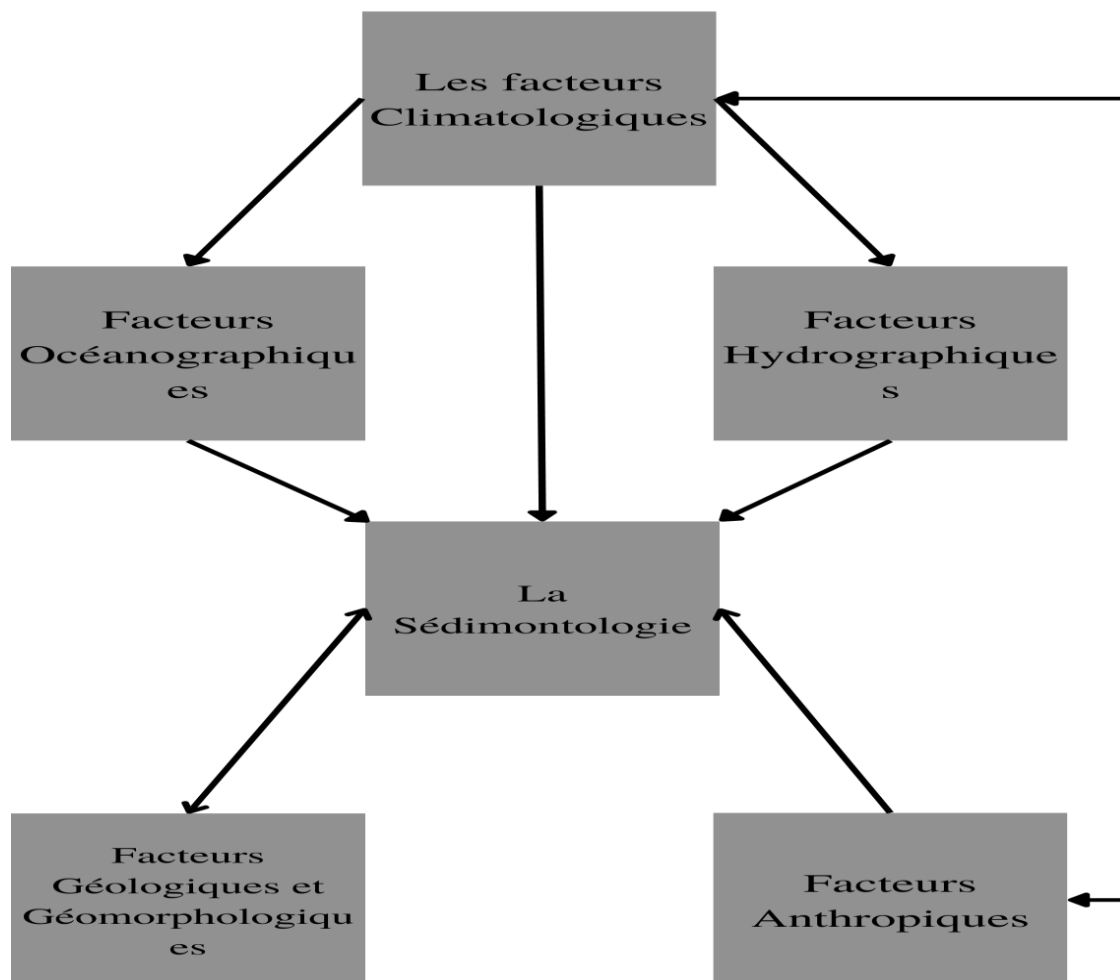 Les facteurs
Climatologiques
Facteurs
Océanographiqu
es
Facteurs
Hydrographique
s
La
Sédimontologie
Facteurs
Géologiques et
Géomorphologiqu
es
Facteurs
Anthropiques